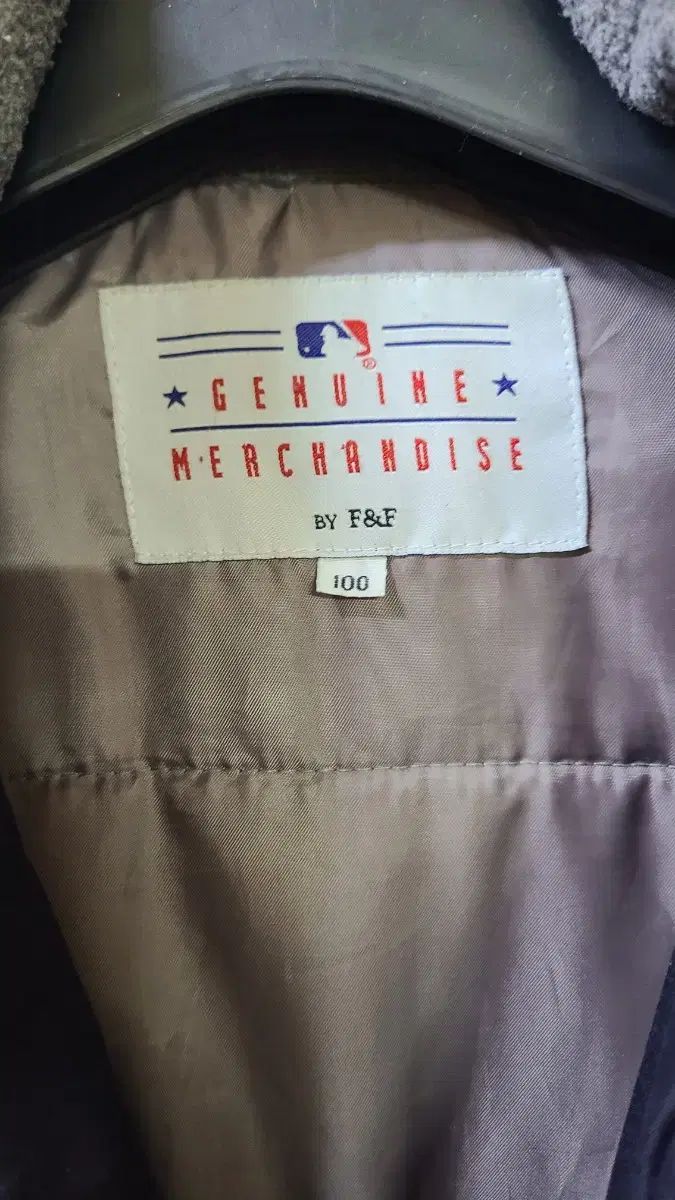 ®
★ GENUINE ★
MERCHANDISE
BY F&F
100